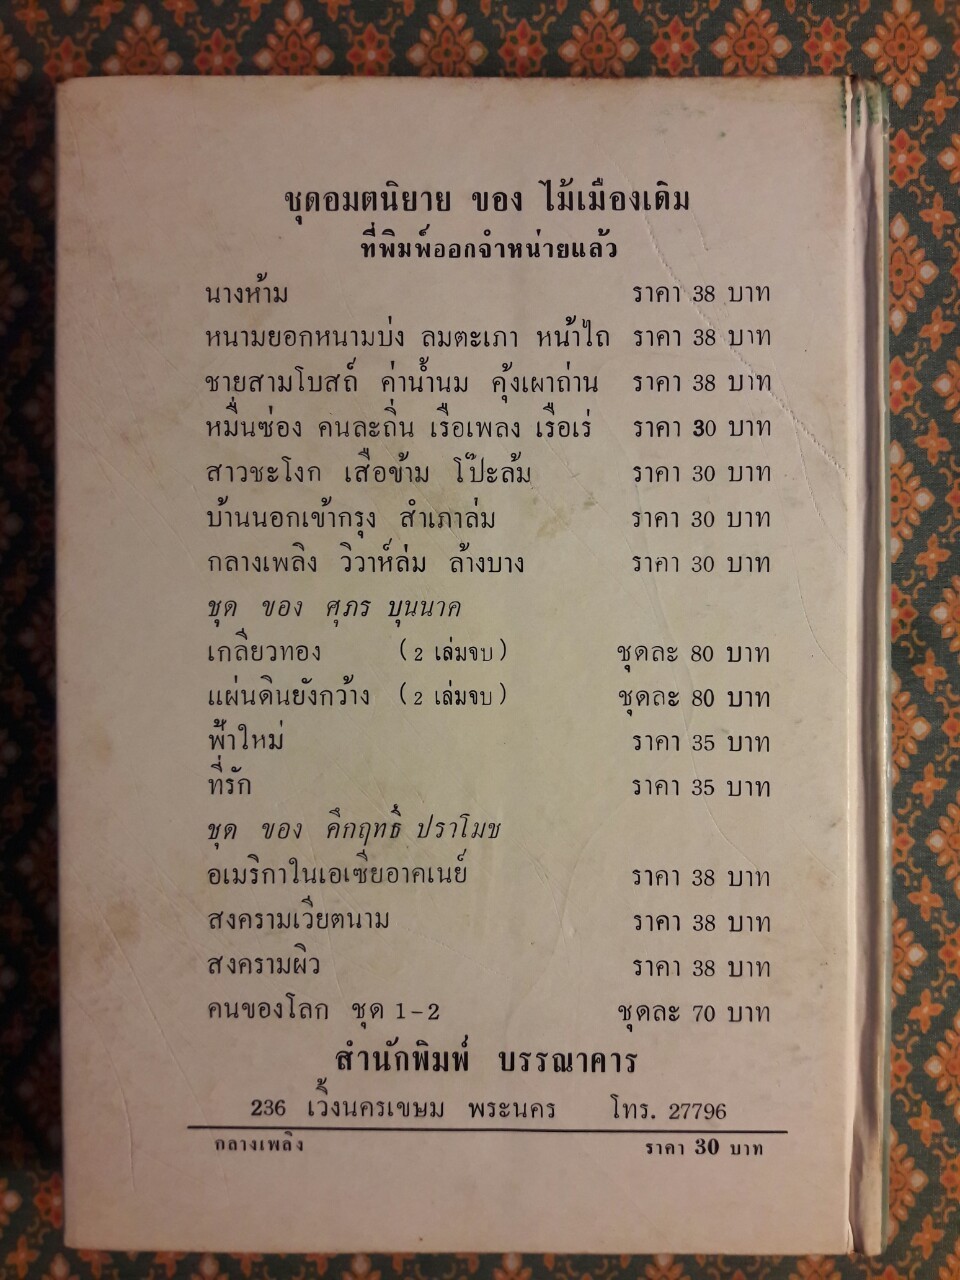 ชุดอมตนิยาย ของ ไม้เมืองเดิม
ที่พิมพ์ออกจำหน่ายแล้ว
นางห้าม ราคา 38 บาท
หนามยอกหนามบ่ง ลมตะเภา หน้าไถ ราคา 38 บาท
ชายสามโบสถ์ ค่าน้ำนม คุ้งเผาถ่าน ราคา 38 บาท
หมื่นซ่อง คนละถิ่น เรือเพลง เรือเร่ ราคา 30 บาท
สาวชะโงก เสือข้าม โป๊ะล้ม ราคา 30 บาท
บ้านนอกเข้ากรุง สำเภาล่ม ราคา 30 บาท
กลางเพลิง วิวาห์ล่ม ล้างบาง ราคา 30 บาท
ชุด ของ ศุภร บุนนาค
เกลียวทอง (2 เล่มจบ) ชุดละ 80 บาท
แผ่นดินยังกว้าง (2 เล่มจบ) ชุดละ 80 บาท
ฟ้าใหม่ ราคา 35 บาท
ที่รัก ราคา 35 บาท
ชุด ของ คึกฤทธิ์ ปราโมช
อเมริกาในเอเซียอาคเนย์ ราคา 38 บาท
สงครามเวียตนาม ราคา 38 บาท
สงครามผิว ราคา 38 บาท
คนของโลก ชุด 1-2 ชุดละ 70 บาท
สำนักพิมพ์ บรรณาคาร
236 เวิ้งนครเขษม พระนคร โทร. 27796
กลางเพลิง ราคา 30 บาท